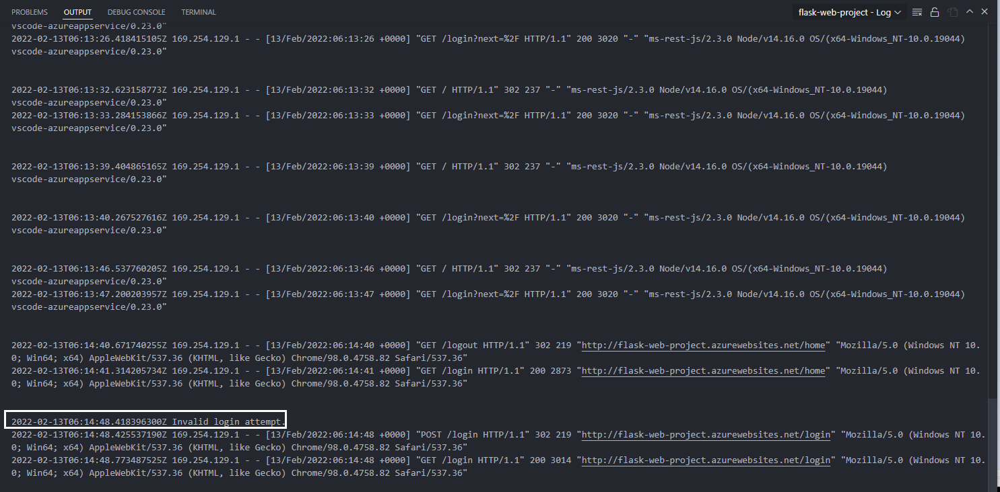 PROBLEMS OUTPUT DEBUG CONSOLE TERMINAL flask-web-project - Log
vscode-azureappservice/0.23.0"
2022-02-13T06:13:26.418415105Z 169.254.129.1 - - [13/Feb/2022:06:13:26 +0000] "GET /login?next=%2F HTTP/1.1" 200 3020 "-" "ms-rest-js/2.3.0 Node/v14.16.0 OS/(x64-Windows_NT-10.0.19044)
vscode-azureappservice/0.23.0"
2022-02-13T06:13:32.623158773Z 169.254.129.1 - - [13/Feb/2022:06:13:32 +0000] "GET / HTTP/1.1" 302 237 "-" "ms-rest-js/2.3.0 Node/v14.16.0 OS/(x64-Windows_NT-10.0.19044)
vscode-azureappservice/0.23.0"
2022-02-13T06:13:33.284153866Z 169.254.129.1 - - [13/Feb/2022:06:13:33 +0000] "GET /login?next=%2F HTTP/1.1" 200 3020 "-" "ms-rest-js/2.3.0 Node/v14.16.0 OS/(x64-Windows_NT-10.0.19044)
vscode-azureappservice/0.23.0"
2022-02-13T06:13:39.404865165Z 169.254.129.1 - - [13/Feb/2022:06:13:39 +0000] "GET / HTTP/1.1" 302 237 "-" "ms-rest-js/2.3.0 Node/v14.16.0 OS/(x64-Windows_NT-10.0.19044)
vscode-azureappservice/0.23.0"
2022-02-13T06:13:40.267527616Z 169.254.129.1 - - [13/Feb/2022:06:13:40 +0000] "GET /login?next=%2F HTTP/1.1" 200 3020 "-" "ms-rest-js/2.3.0 Node/v14.16.0 OS/(x64-Windows_NT-10.0.19044)
vscode-azureappservice/0.23.0"
2022-02-13T06:13:46.537760205Z 169.254.129.1 - - [13/Feb/2022:06:13:46 +0000] "GET / HTTP/1.1" 302 237 "-" "ms-rest-js/2.3.0 Node/v14.16.0 OS/(x64-Windows_NT-10.0.19044)
vscode-azureappservice/0.23.0"
2022-02-13T06:13:47.200203957Z 169.254.129.1 - - [13/Feb/2022:06:13:47 +0000] "GET /login?next=%2F HTTP/1.1" 200 3020 "-" "ms-rest-js/2.3.0 Node/v14.16.0 OS/(x64-Windows_NT-10.0.19044)
vscode-azureappservice/0.23.0"
2022-02-13T06:14:40.671740255Z 169.254.129.1 - - [13/Feb/2022:06:14:40 +0000] "GET /logout HTTP/1.1" 302 219 "http://flask-web-project.azurewebsites.net/home" "Mozilla/5.0 (Windows NT 10.
0; Win64; x64) AppleWebKit/537.36 (KHTML, like Gecko) Chrome/98.0.4758.82 Safari/537.36"
2022-02-13T06:14:41.314205734Z 169.254.129.1 - - [13/Feb/2022:06:14:41 +0000] "GET /login HTTP/1.1" 200 2873 "http://flask-web-project.azurewebsites.net/home" "Mozilla/5.0 (Windows NT 10.
0; Win64; x64) AppleWebKit/537.36 (KHTML, like Gecko) Chrome/98.0.4758.82 Safari/537.36"
2022-02-13T06:14:48.418396300Z Invalid login attempt.
2022-02-13T06:14:48.425537190Z 169.254.129.1 - - [13/Feb/2022:06:14:48 +0000] "POST /login HTTP/1.1" 302 219 "http://flask-web-project.azurewebsites.net/login" "Mozilla/5.0 (Windows NT 10.
0; Win64; x64) AppleWebKit/537.36 (KHTML, like Gecko) Chrome/98.0.4758.82 Safari/537.36"
2022-02-13T06:14:48.773487525Z 169.254.129.1 - - [13/Feb/2022:06:14:48 +0000] "GET /login HTTP/1.1" 200 3014 "http://flask-web-project.azurewebsites.net/login" "Mozilla/5.0 (Windows NT 10.
0; Win64; x64) AppleWebKit/537.36 (KHTML, like Gecko) Chrome/98.0.4758.82 Safari/537.36"